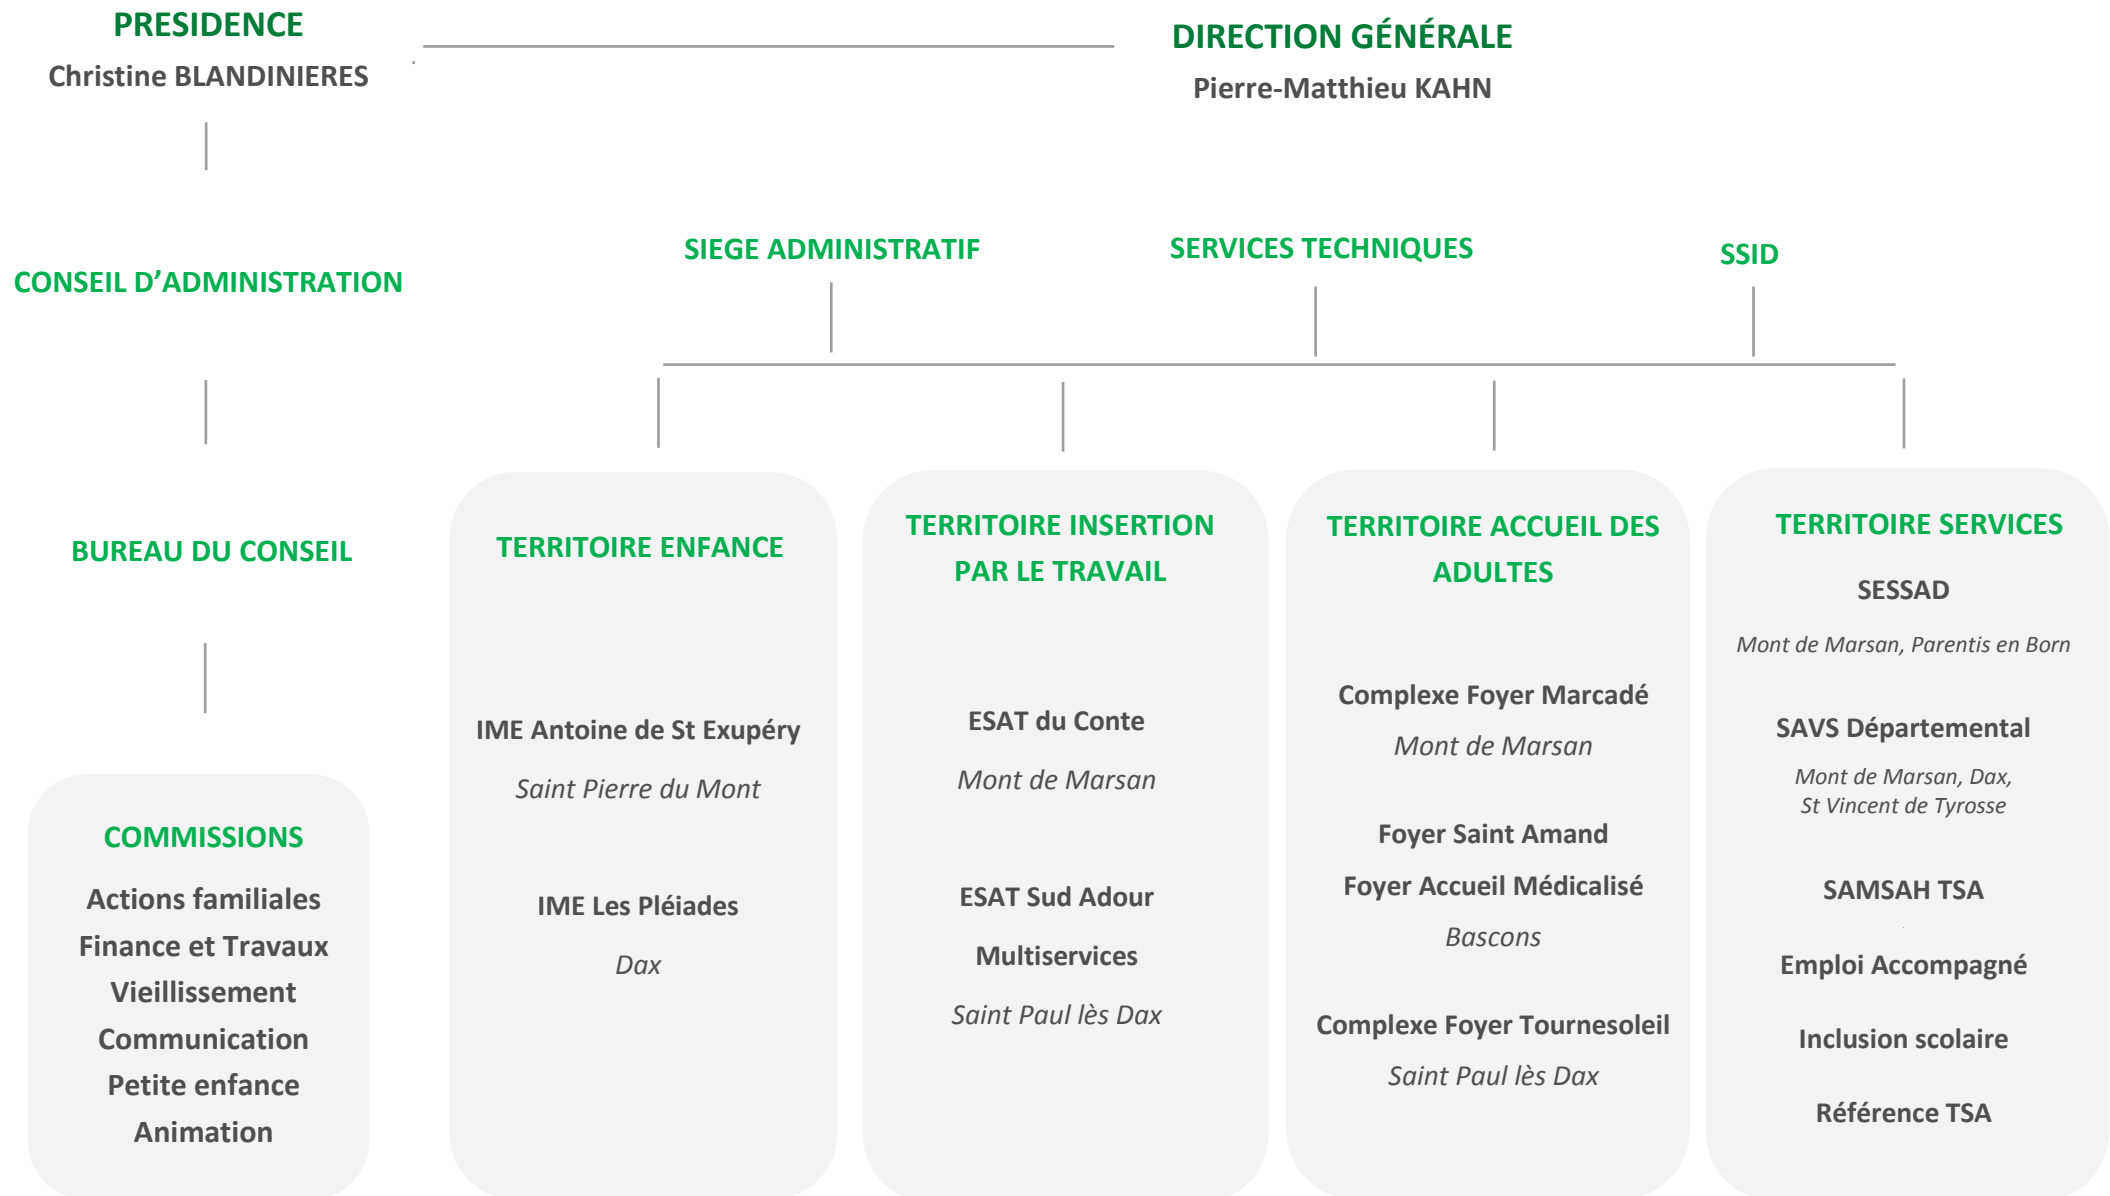 PRESIDENCE
Christine BLANDINIERES
DIRECTION GÉNÉRALE
Pierre-Matthieu KAHN
CONSEIL D’ADMINISTRATION
BUREAU DU CONSEIL
COMMISSIONS
Actions familiales
Finance et Travaux
Vieillissement
Communication
Petite enfance
Animation
SIEGE ADMINISTRATIF
SERVICES TECHNIQUES
SSID
TERRITOIRE ENFANCE
IME Antoine de St Exupéry
Saint Pierre du Mont
IME Les Pléiades
Dax
TERRITOIRE INSERTION
PAR LE TRAVAIL
ESAT du Conte
Mont de Marsan
ESAT Sud Adour
Multiservices
Saint Paul lès Dax
TERRITOIRE ACCUEIL DES
ADULTES
Complexe Foyer Marcadé
Mont de Marsan
Foyer Saint Amand
Foyer Accueil Médicalisé
Bascons
Complexe Foyer Tournesoleil
Saint Paul lès Dax
TERRITOIRE SERVICES
SESSAD
Mont de Marsan, Parentis en Born
SAVS Départemental
Mont de Marsan, Dax,
St Vincent de Tyrosse
SAMSAH TSA
Emploi Accompagné
Inclusion scolaire
Référence TSA